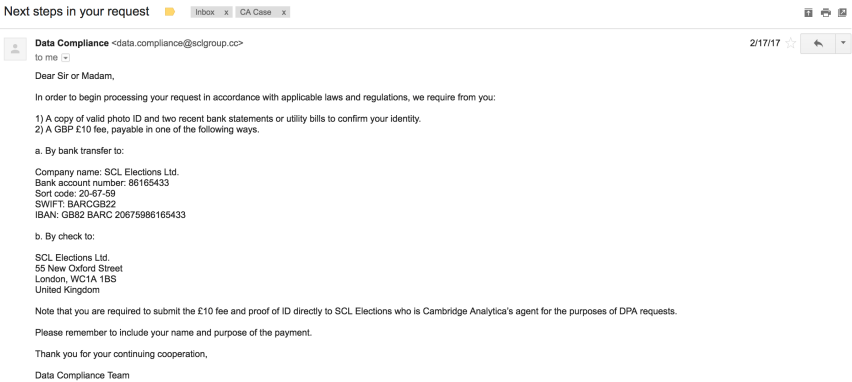 Next steps in your request
Inbox x
CA Case x
Data Compliance <data.compliance@sclgroup.cc>
2/17/17
to me
Dear Sir or Madam,
In order to begin processing your request in accordance with applicable laws and regulations, we require from you:
1) A copy of valid photo ID and two recent bank statements or utility bills to confirm your identity.
2) A GBP £10 fee, payable in one of the following ways.
a. By bank transfer to:
Company name: SCL Elections Ltd.
Bank account number: 86165433
Sort code: 20-67-59
SWIFT: BARCGB22
IBAN: GB82 BARC 20675986165433
b. By check to:
SCL Elections Ltd.
55 New Oxford Street
London, WC1A 1BS
United Kingdom
Note that you are required to submit the £10 fee and proof of ID directly to SCL Elections who is Cambridge Analytica's agent for the purposes of DPA requests.
Please remember to include your name and purpose of the payment.
Thank you for your continuing cooperation,
Data Compliance Team